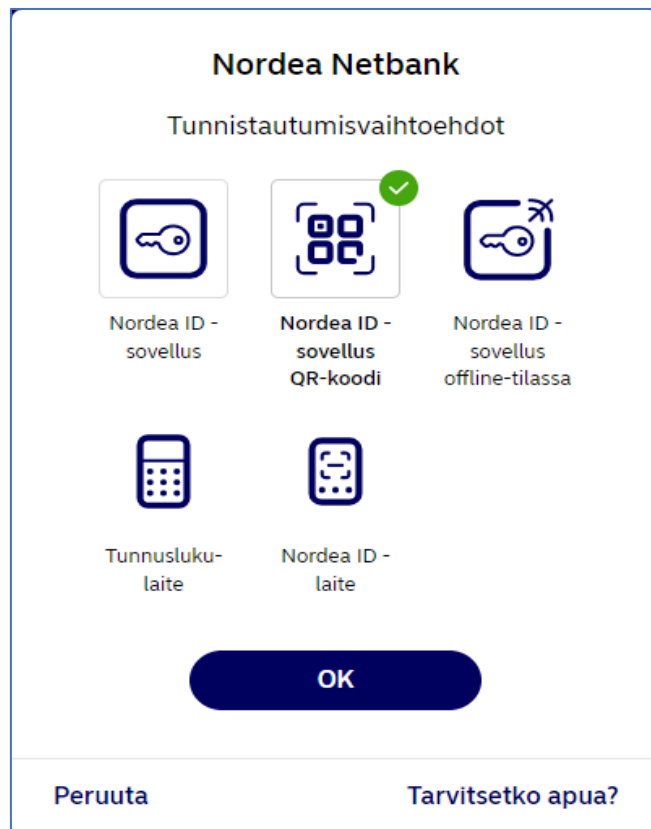 Nordea Netbank
Tunnistautumisvaihtoehdot
Nordea ID -
sovellus
Nordea ID -
sovellus
QR-koodi
Nordea ID -
sovellus
offline-tilassa
Tunnusluku-
laite
Nordea ID -
laite
OK
Peruuta
Tarvitsetko apua?